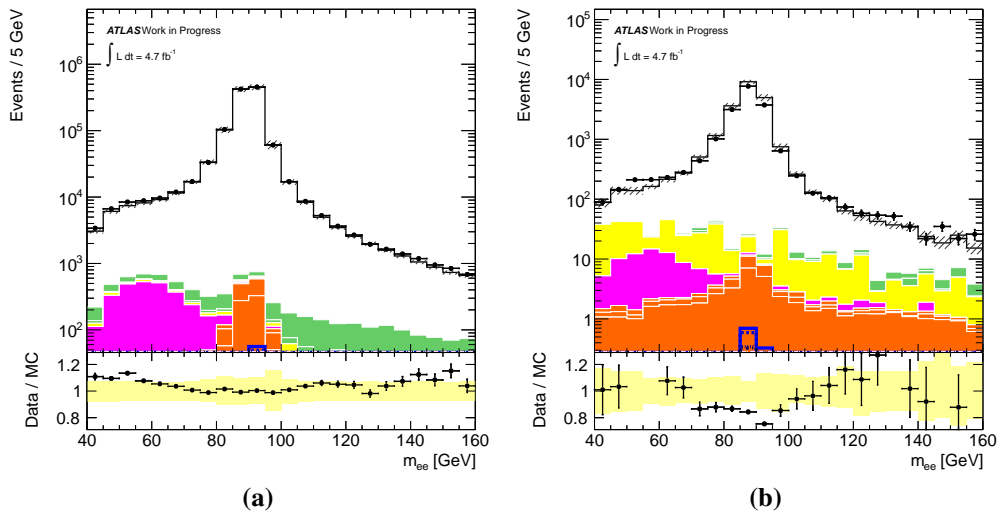 ATLAS Work in Progress
∫ L dt = 4.7 fb⁻¹
Events / 5 GeV
10⁶
10⁵
10⁴
10³
10²
Data / MC
1.2
1
0.8
40 60 80 100 120 140 160
m_ee [GeV]
(a)
ATLAS Work in Progress
∫ L dt = 4.7 fb⁻¹
Events / 5 GeV
10⁵
10⁴
10³
10²
10
1
Data / MC
1.2
1
0.8
40 60 80 100 120 140 160
m_ee [GeV]
(b)